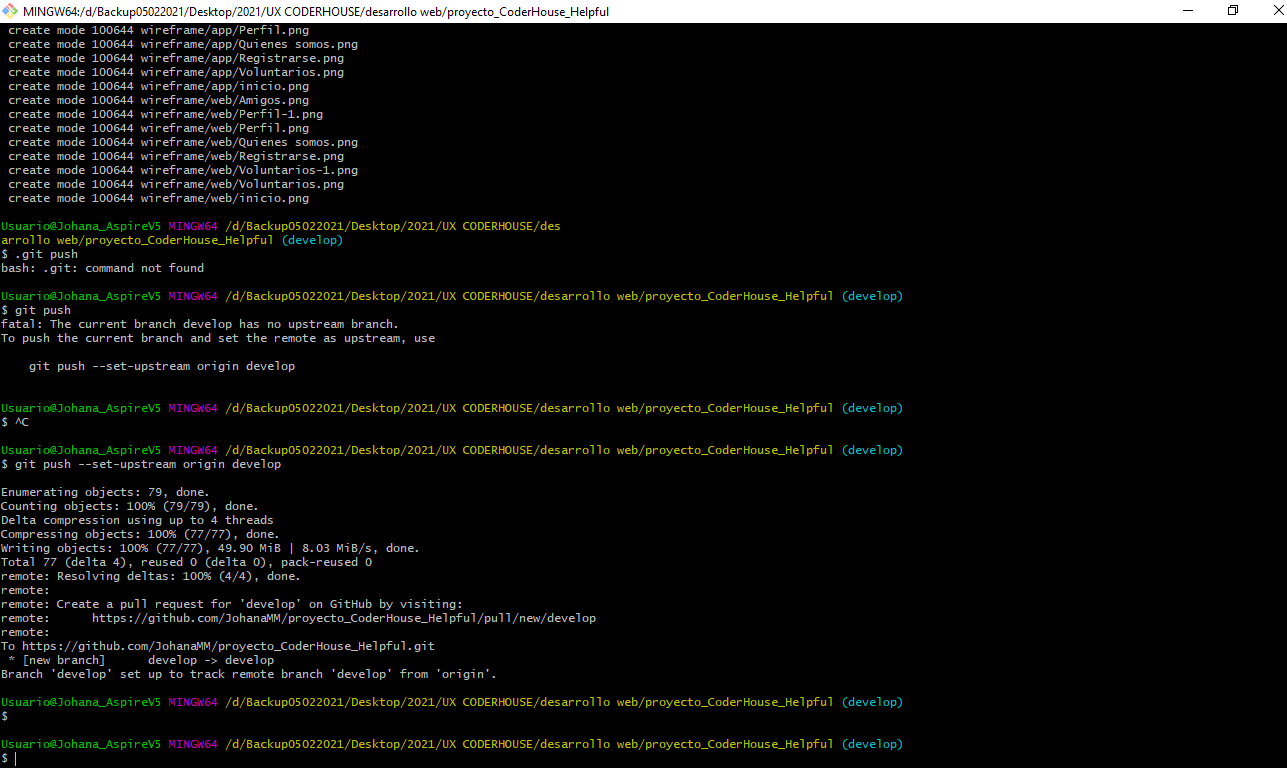 MINGW64:/d/Backup05022021/Desktop/2021/UX CODERHOUSE/desarrollo web/proyecto_CoderHouse_Helpful
create mode 100644 wireframe/app/Perfil.png
create mode 100644 wireframe/app/Quienes somos.png
create mode 100644 wireframe/app/Registrarse.png
create mode 100644 wireframe/app/Voluntarios.png
create mode 100644 wireframe/app/inicio.png
create mode 100644 wireframe/web/Amigos.png
create mode 100644 wireframe/web/Perfil-1.png
create mode 100644 wireframe/web/Perfil.png
create mode 100644 wireframe/web/Quienes somos.png
create mode 100644 wireframe/web/Registrarse.png
create mode 100644 wireframe/web/Voluntarios-1.png
create mode 100644 wireframe/web/Voluntarios.png
create mode 100644 wireframe/web/inicio.png
Usuario@Johana_AspireV5 MINGW64 /d/Backup05022021/Desktop/2021/UX CODERHOUSE/des
arrollo web/proyecto_CoderHouse_Helpful (develop)
$ .git push
bash: .git: command not found
Usuario@Johana_AspireV5 MINGW64 /d/Backup05022021/Desktop/2021/UX CODERHOUSE/desarrollo web/proyecto_CoderHouse_Helpful (develop)
$ git push
fatal: The current branch develop has no upstream branch.
To push the current branch and set the remote as upstream, use
git push --set-upstream origin develop
Usuario@Johana_AspireV5 MINGW64 /d/Backup05022021/Desktop/2021/UX CODERHOUSE/desarrollo web/proyecto_CoderHouse_Helpful (develop)
$ ^C
Usuario@Johana_AspireV5 MINGW64 /d/Backup05022021/Desktop/2021/UX CODERHOUSE/desarrollo web/proyecto_CoderHouse_Helpful (develop)
$ git push --set-upstream origin develop
Enumerating objects: 79, done.
Counting objects: 100% (79/79), done.
Delta compression using up to 4 threads
Compressing objects: 100% (77/77), done.
Writing objects: 100% (77/77), 49.90 MiB | 8.03 MiB/s, done.
Total 77 (delta 4), reused 0 (delta 0), pack-reused 0
remote: Resolving deltas: 100% (4/4), done.
remote:
remote: Create a pull request for 'develop' on GitHub by visiting:
remote:      https://github.com/JohanaMM/proyecto_CoderHouse_Helpful/pull/new/develop
remote:
To https://github.com/JohanaMM/proyecto_CoderHouse_Helpful.git
* [new branch]      develop -> develop
Branch 'develop' set up to track remote branch 'develop' from 'origin'.
Usuario@Johana_AspireV5 MINGW64 /d/Backup05022021/Desktop/2021/UX CODERHOUSE/desarrollo web/proyecto_CoderHouse_Helpful (develop)
$
Usuario@Johana_AspireV5 MINGW64 /d/Backup05022021/Desktop/2021/UX CODERHOUSE/desarrollo web/proyecto_CoderHouse_Helpful (develop)
$